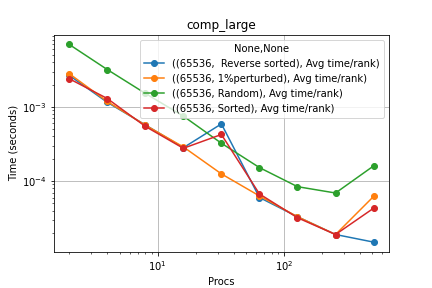 comp_large
None,None
((65536,  Reverse sorted), Avg time/rank)
((65536, 1%perturbed), Avg time/rank)
((65536, Random), Avg time/rank)
((65536, Sorted), Avg time/rank)
Time (seconds)
10⁻³
10⁻⁴
10¹
10²
Procs